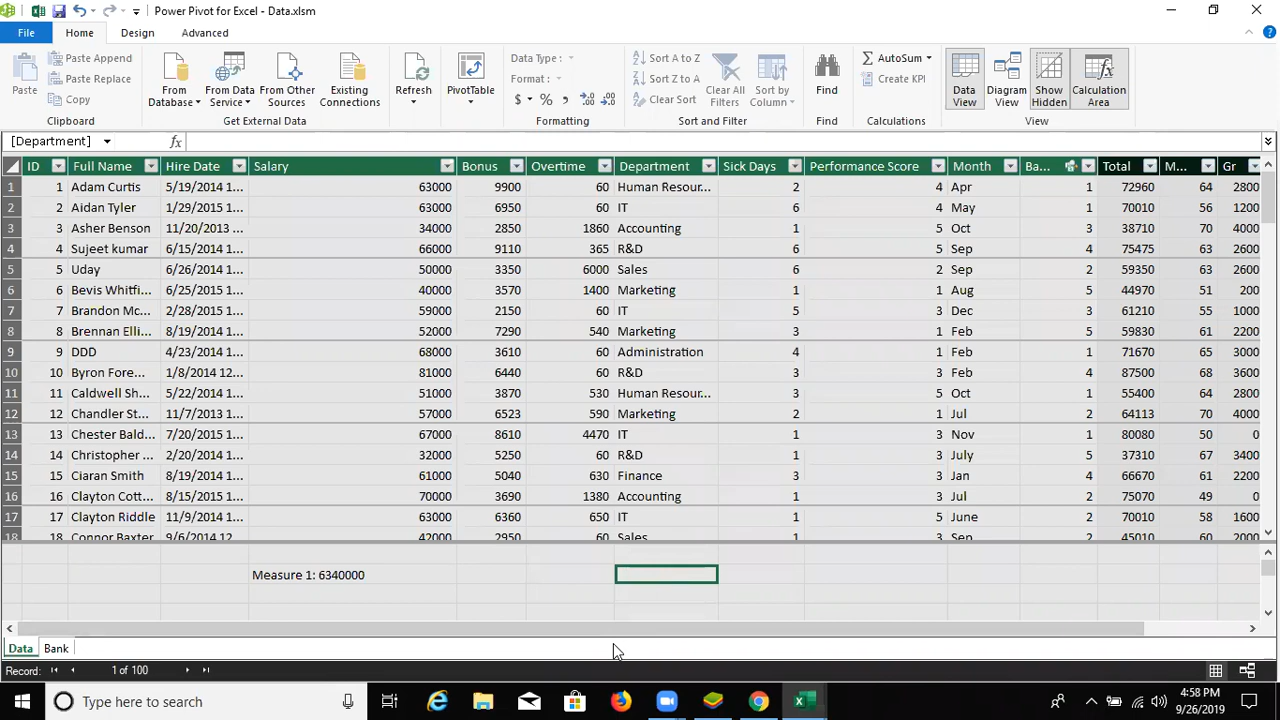 Power Pivot for Excel - Data.xlsm
File Home Design Advanced
Paste
Paste Append
Paste Replace
Copy
Clipboard
From Database
From Data Service
From Other Sources
Existing Connections
Get External Data
Refresh
PivotTable
Data Type :
Format :
$ % ,
Formatting
Sort A to Z
Sort Z to A
Clear Sort
Clear All Filters
Sort by Column
Sort and Filter
Find
Find
AutoSum
Create KPI
Calculations
Data View
Diagram View
Show Hidden
Calculation Area
View
[Department] fx
ID Full Name Hire Date Salary Bonus Overtime Department Sick Days Performance Score Month Ba... Total M... Gr
1 1 Adam Curtis 5/19/2014 1... 63000 9900 60 Human Resour... 2 4 Apr 1 72960 64 2800
2 2 Aidan Tyler 1/29/2015 1... 63000 6950 60 IT 6 4 May 1 70010 56 1200
3 3 Asher Benson 11/20/2013 ... 34000 2850 1860 Accounting 1 5 Oct 3 38710 70 4000
4 4 Sujeet kumar 6/15/2014 1... 66000 9110 365 R&D 6 5 Sep 4 75475 63 2600
5 5 Uday 6/26/2014 1... 50000 3350 6000 Sales 6 2 Sep 2 59350 63 2600
6 6 Bevis Whitfi... 6/25/2015 1... 40000 3570 1400 Marketing 1 1 Aug 5 44970 51 200
7 7 Brandon Mc... 2/28/2015 1... 59000 2150 60 IT 5 3 Dec 3 61210 55 1000
8 8 Brennan Elli... 8/19/2014 1... 52000 7290 540 Marketing 3 1 Feb 5 59830 61 2200
9 9 DDD 4/23/2014 1... 68000 3610 60 Administration 4 1 Feb 1 71670 65 3000
10 10 Byron Fore... 1/8/2014 12... 81000 6440 60 R&D 3 3 Feb 4 87500 68 3600
11 11 Caldwell Sh... 5/22/2014 1... 51000 3870 530 Human Resour... 3 5 Oct 2 55400 64 2800
12 12 Chandler St... 11/7/2013 1... 57000 6523 590 Marketing 2 1 Jul 2 64113 70 4000
13 13 Chester Bald... 7/20/2015 1... 67000 8610 4470 IT 1 3 Nov 1 80080 50 0
14 14 Christopher ... 2/20/2014 1... 32000 5250 60 R&D 1 3 July 5 37310 67 3400
15 15 Ciaran Smith 8/19/2014 1... 61000 5040 630 Finance 3 3 Jan 4 66670 61 2200
16 16 Clayton Cott... 8/15/2015 1... 70000 3690 1380 Accounting 1 3 Jul 2 75070 49 0
17 17 Clayton Riddle 11/9/2014 1... 63000 6360 650 IT 1 5 June 1 70010 58 1600
18 18 Connor Baxter 9/6/2014 12... 42000 2950 60 Sales 1 3 Sep 2 45010 60 2000
Measure 1: 6340000
Data Bank
Record: 1 of 100
Type here to search
4:58 PM
9/26/2019